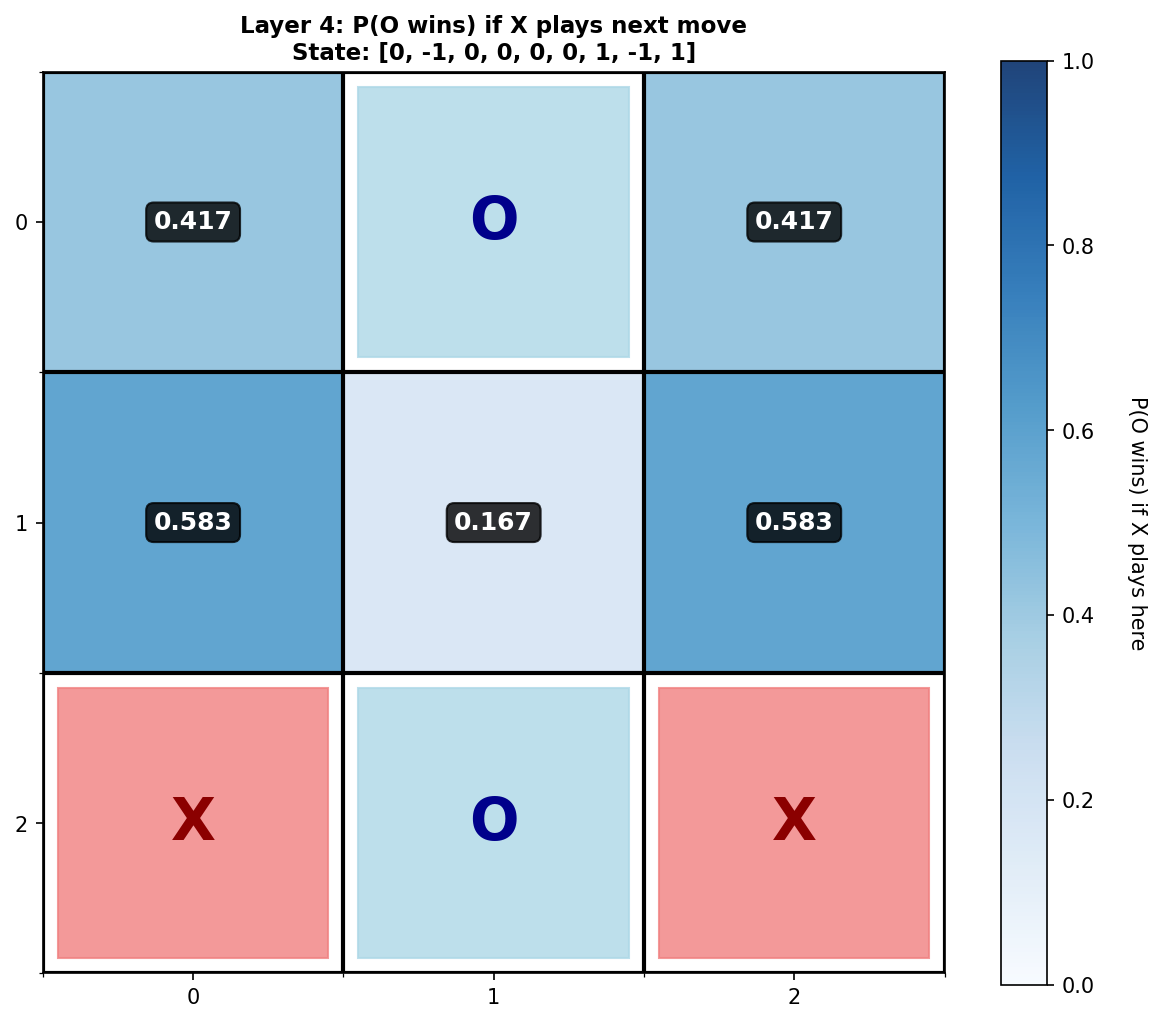 Layer 4: P(O wins) if X plays next move
State: [0, -1, 0, 0, 0, 0, 1, -1, 1]
0.417
O
0.417
0.583
0.167
0.583
X
O
X
0
1
2
0
1
2
1.0
0.8
0.6
0.4
0.2
0.0
P(O wins) if X plays here